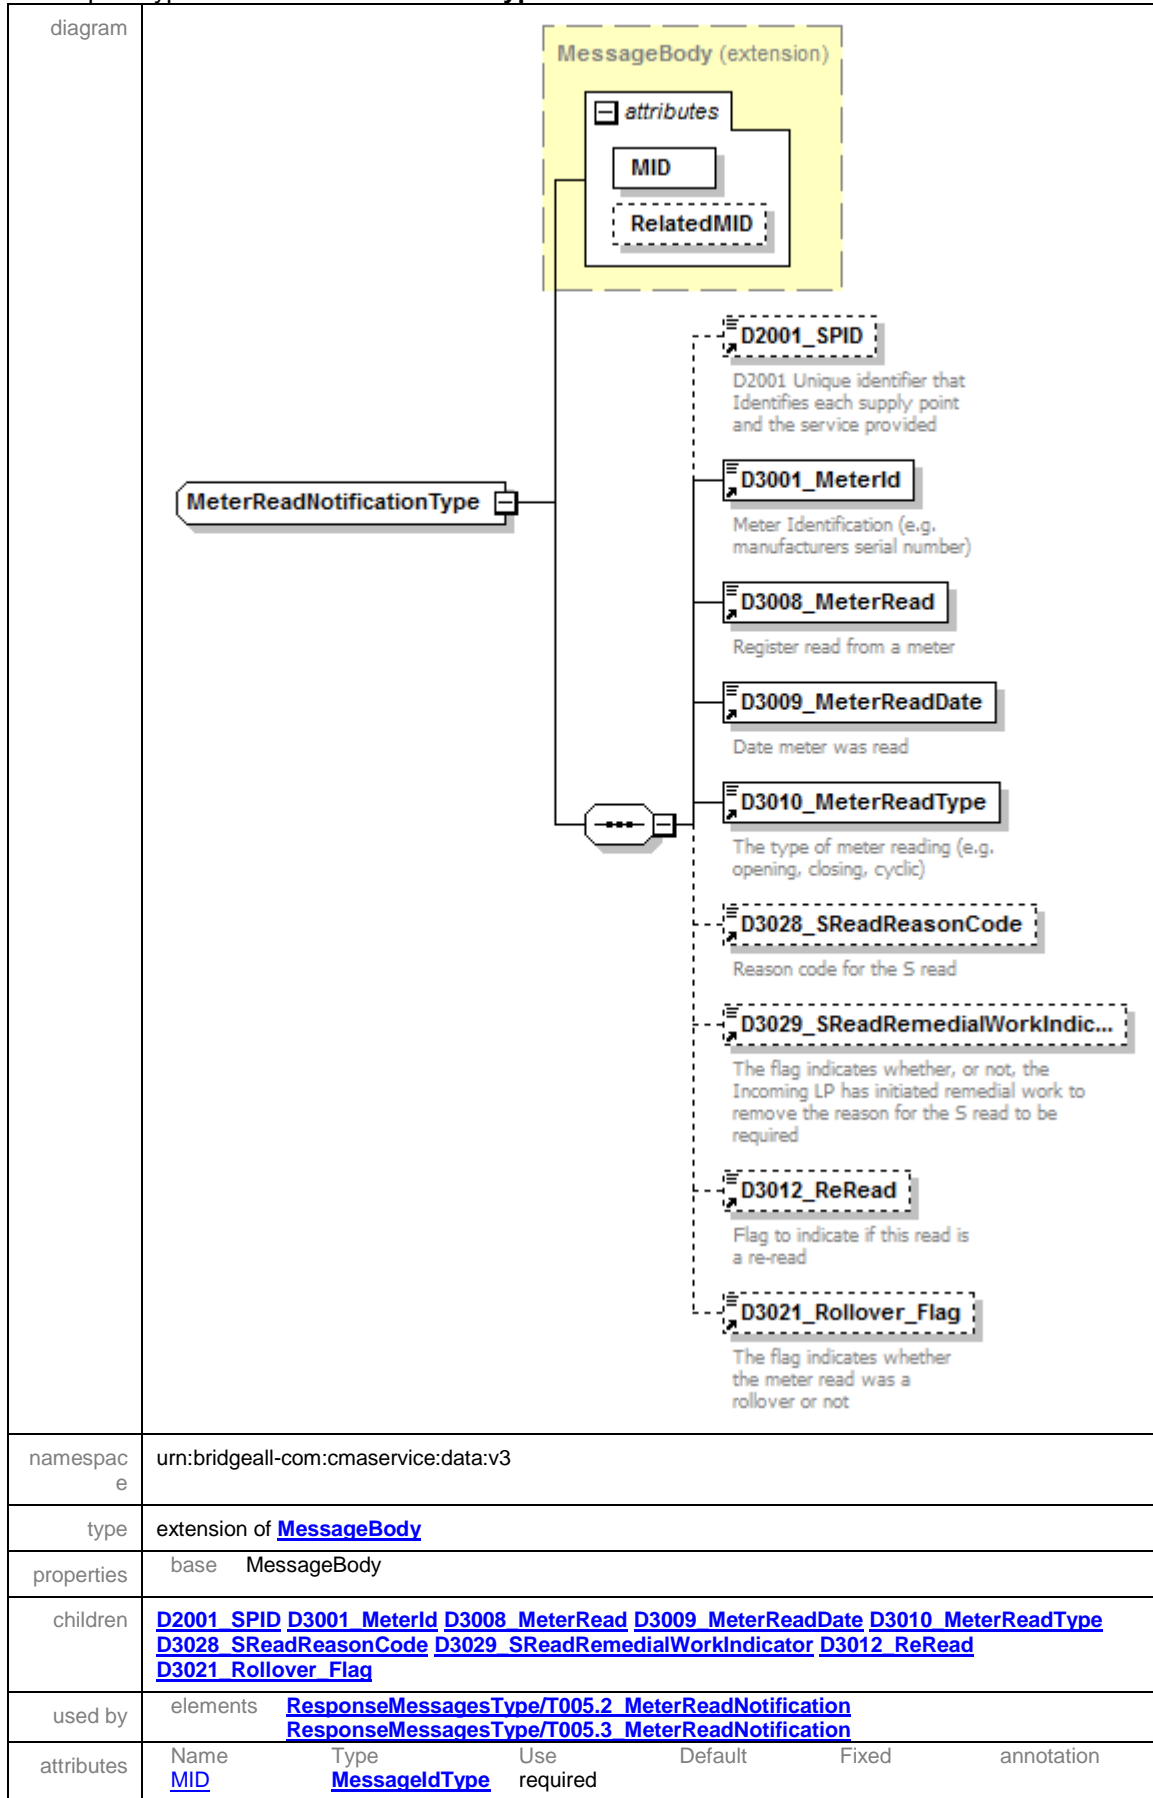 diagram
MessageBody (extension)
attributes
MID
RelatedMID
D2001_SPID
D2001 Unique identifier that
Identifies each supply point
and the service provided
MeterReadNotificationType
D3001_MeterId
Meter Identification (e.g.
manufacturers serial number)
D3008_MeterRead
Register read from a meter
D3009_MeterReadDate
Date meter was read
D3010_MeterReadType
The type of meter reading (e.g.
opening, closing, cyclic)
D3028_SReadReasonCode
Reason code for the S read
D3029_SReadRemedialWorkIndic...
The flag indicates whether, or not, the
Incoming LP has initiated remedial work to
remove the reason for the S read to be
required
D3012_ReRead
Flag to indicate if this read is
a re-read
D3021_Rollover_Flag
The flag indicates whether
the meter read was a
rollover or not
namespac
e
urn:bridgeall-com:cmaservice:data:v3
type
extension of MessageBody
properties
base MessageBody
children
D2001_SPID D3001_MeterId D3008_MeterRead D3009_MeterReadDate D3010_MeterReadType
D3028_SReadReasonCode D3029_SReadRemedialWorkIndicator D3012_ReRead
D3021_Rollover_Flag
used by
elements ResponseMessagesType/T005.2_MeterReadNotification
ResponseMessagesType/T005.3_MeterReadNotification
attributes
Name Type Use Default Fixed annotation
MID MessageIdType required